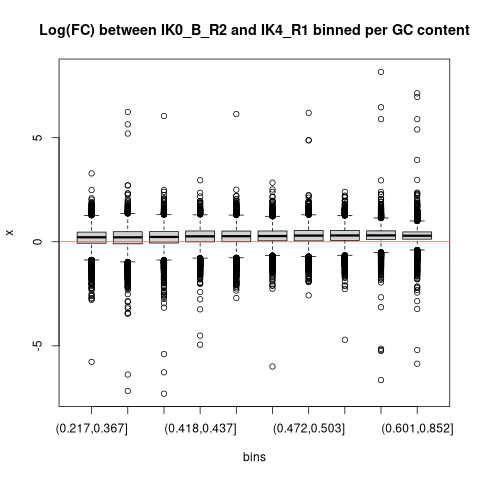 Log(FC) between IK0_B_R2 and IK4_R1 binned per GC content
x
5
0
-5
(0.217,0.367] (0.418,0.437] (0.472,0.503] (0.601,0.852]
bins